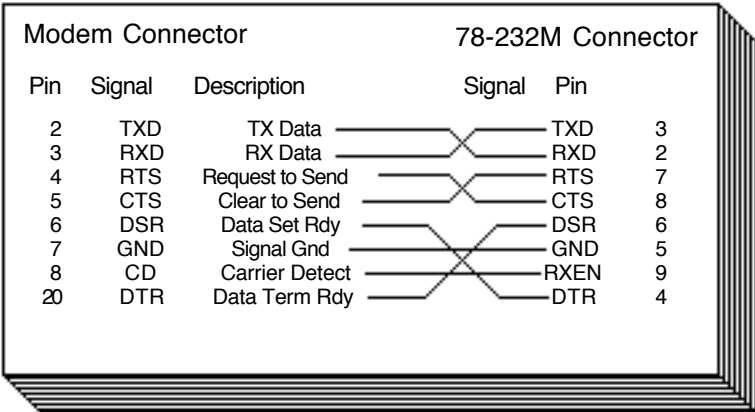 Modem Connector 78-232M Connector
Pin Signal Description Signal Pin
2 TXD TX Data TXD 3
3 RXD RX Data RXD 2
4 RTS Request to Send RTS 7
5 CTS Clear to Send CTS 8
6 DSR Data Set Rdy DSR 6
7 GND Signal Gnd GND 5
8 CD Carrier Detect RXEN 9
20 DTR Data Term Rdy DTR 4